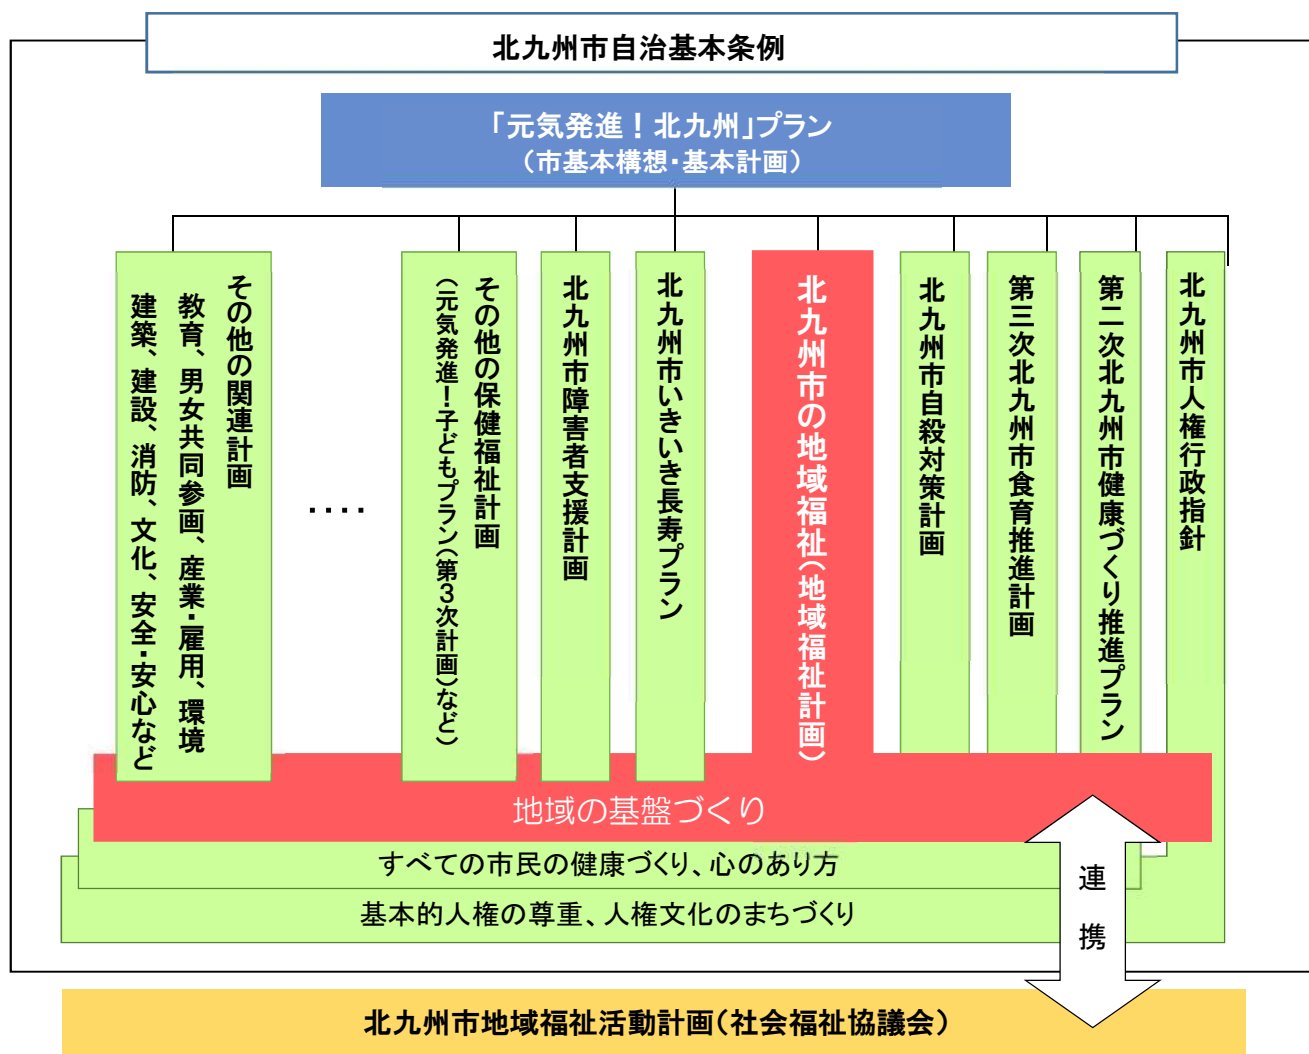 北九州市自治基本条例
「元気発進！北九州」プラン
（市基本構想・基本計画）
その他の関連計画
教育、男女共同参画、産業・雇用、環境
建築、建設、消防、文化、安全・安心など
‥‥
その他の保健福祉計画
（元気発進！子どもプラン（第３次計画）など）
北九州市障害者支援計画
北九州市いきいき長寿プラン
北九州市の地域福祉（地域福祉計画）
北九州市自殺対策計画
第三次北九州市食育推進計画
第二次北九州市健康づくり推進プラン
北九州市人権行政指針
地域の基盤づくり
すべての市民の健康づくり、心のあり方
基本的人権の尊重、人権文化のまちづくり
連携
北九州市地域福祉活動計画（社会福祉協議会）